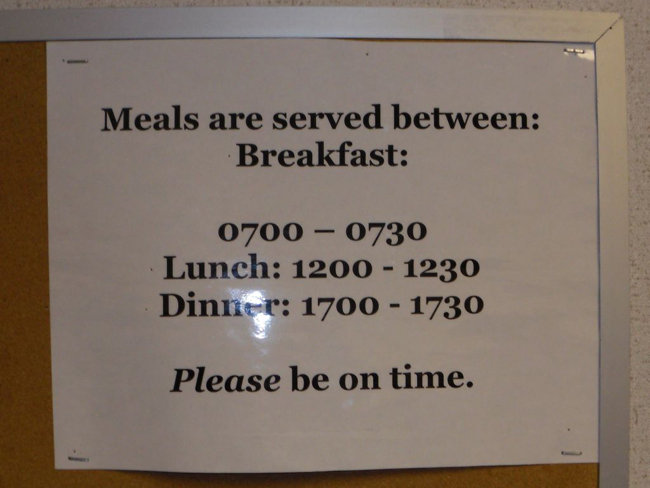 Meals are served between:
Breakfast:
0700 – 0730
Lunch: 1200 - 1230
Dinner: 1700 - 1730
Please be on time.